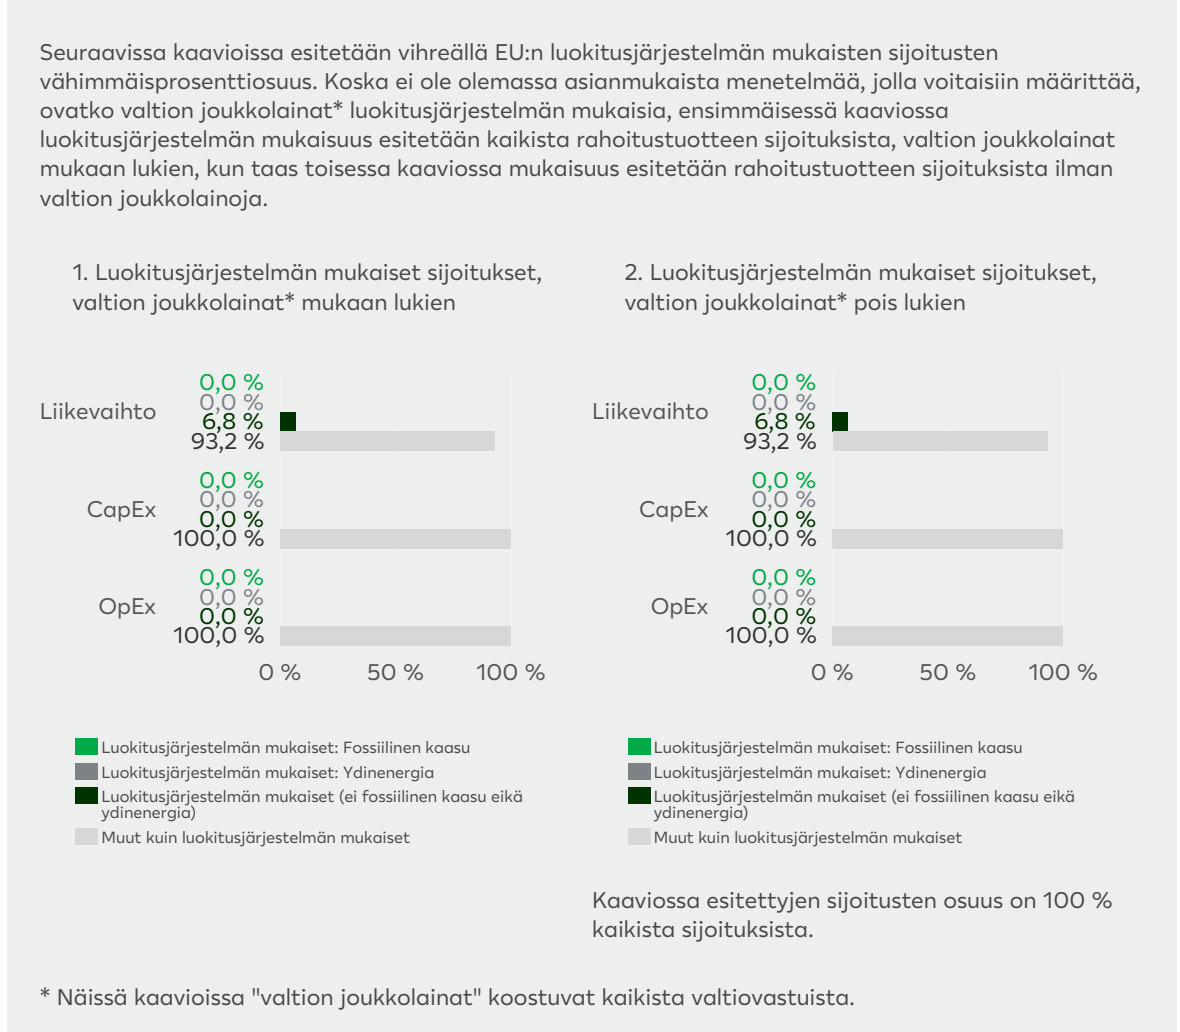 Seuraavissa kaavioissa esitetään vihreällä EU:n luokitusjärjestelmän mukaisten sijoitusten
vähimmäisprosenttiosuus. Koska ei ole olemassa asianmukaista menetelmää, jolla voitaisiin määrittää,
ovatko valtion joukkolainat* luokitusjärjestelmän mukaisia, ensimmäisessä kaaviossa
luokitusjärjestelmän mukaisuus esitetään kaikista rahoitustuotteen sijoituksista, valtion joukkolainat
mukaan lukien, kun taas toisessa kaaviossa mukaisuus esitetään rahoitustuotteen sijoituksista ilman
valtion joukkolainoja.
1. Luokitusjärjestelmän mukaiset sijoitukset,
valtion joukkolainat* mukaan lukien
Liikevaihto
0,0 %
0,0 %
6,8 %
93,2 %
CapEx
0,0 %
0,0 %
0,0 %
100,0 %
OpEx
0,0 %
0,0 %
0,0 %
100,0 %
0 % 50 % 100 %
Luokitusjärjestelmän mukaiset: Fossiilinen kaasu
Luokitusjärjestelmän mukaiset: Ydinenergia
Luokitusjärjestelmän mukaiset (ei fossiilinen kaasu eikä
ydinenergia)
Muut kuin luokitusjärjestelmän mukaiset
2. Luokitusjärjestelmän mukaiset sijoitukset,
valtion joukkolainat* pois lukien
Liikevaihto
0,0 %
0,0 %
6,8 %
93,2 %
CapEx
0,0 %
0,0 %
0,0 %
100,0 %
OpEx
0,0 %
0,0 %
0,0 %
100,0 %
0 % 50 % 100 %
Luokitusjärjestelmän mukaiset: Fossiilinen kaasu
Luokitusjärjestelmän mukaiset: Ydinenergia
Luokitusjärjestelmän mukaiset (ei fossiilinen kaasu eikä
ydinenergia)
Muut kuin luokitusjärjestelmän mukaiset
Kaaviossa esitettyjen sijoitusten osuus on 100 %
kaikista sijoituksista.
* Näissä kaavioissa "valtion joukkolainat" koostuvat kaikista valtiovastuista.